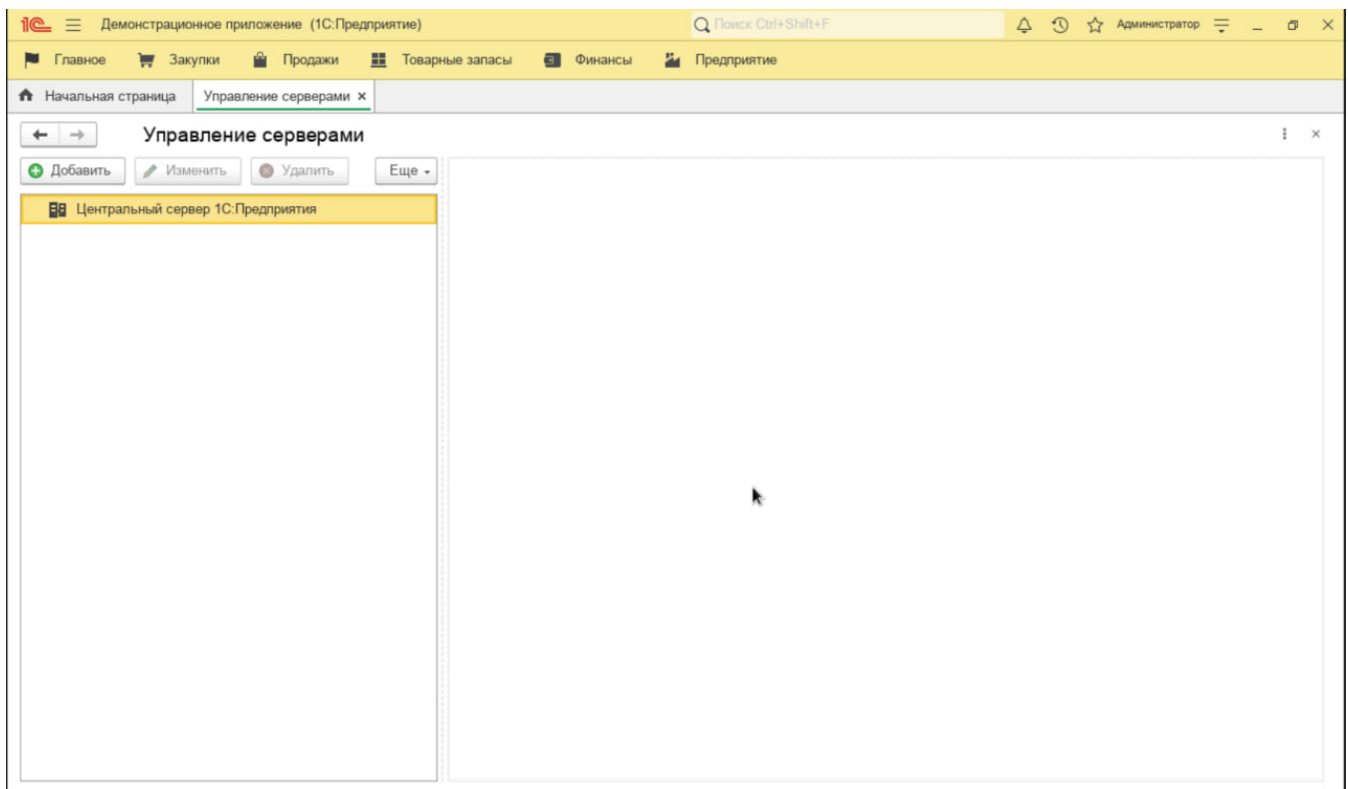 1С Демонстрационное приложение (1С:Предприятие) Поиск Ctrl+Shift+F Администратор
Главное Закупки Продажи Товарные запасы Финансы Предприятие
Начальная страница Управление серверами ×
Управление серверами
Добавить Изменить Удалить Еще
Центральный сервер 1С:Предприятия